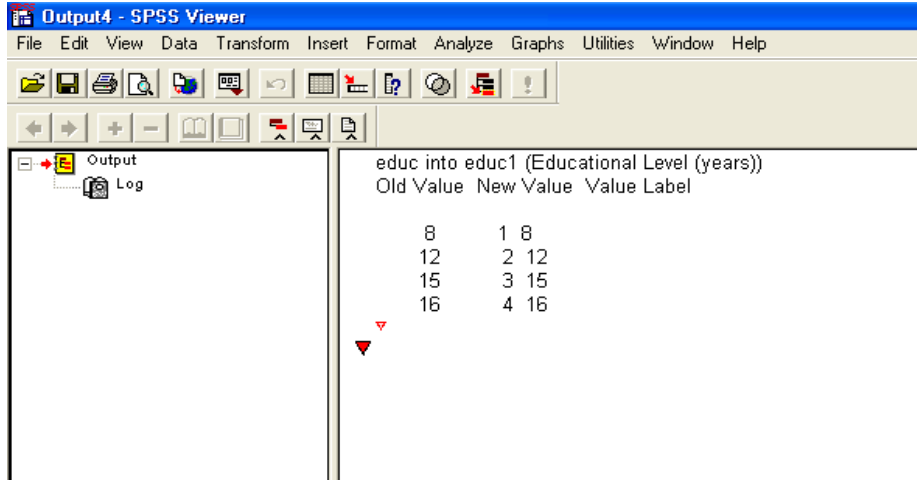 Output4 - SPSS Viewer
File Edit View Data Transform Insert Format Analyze Graphs Utilities Window Help
Output
Log
educ into educ1 (Educational Level (years))
Old Value New Value Value Label
8 1 8
12 2 12
15 3 15
16 4 16